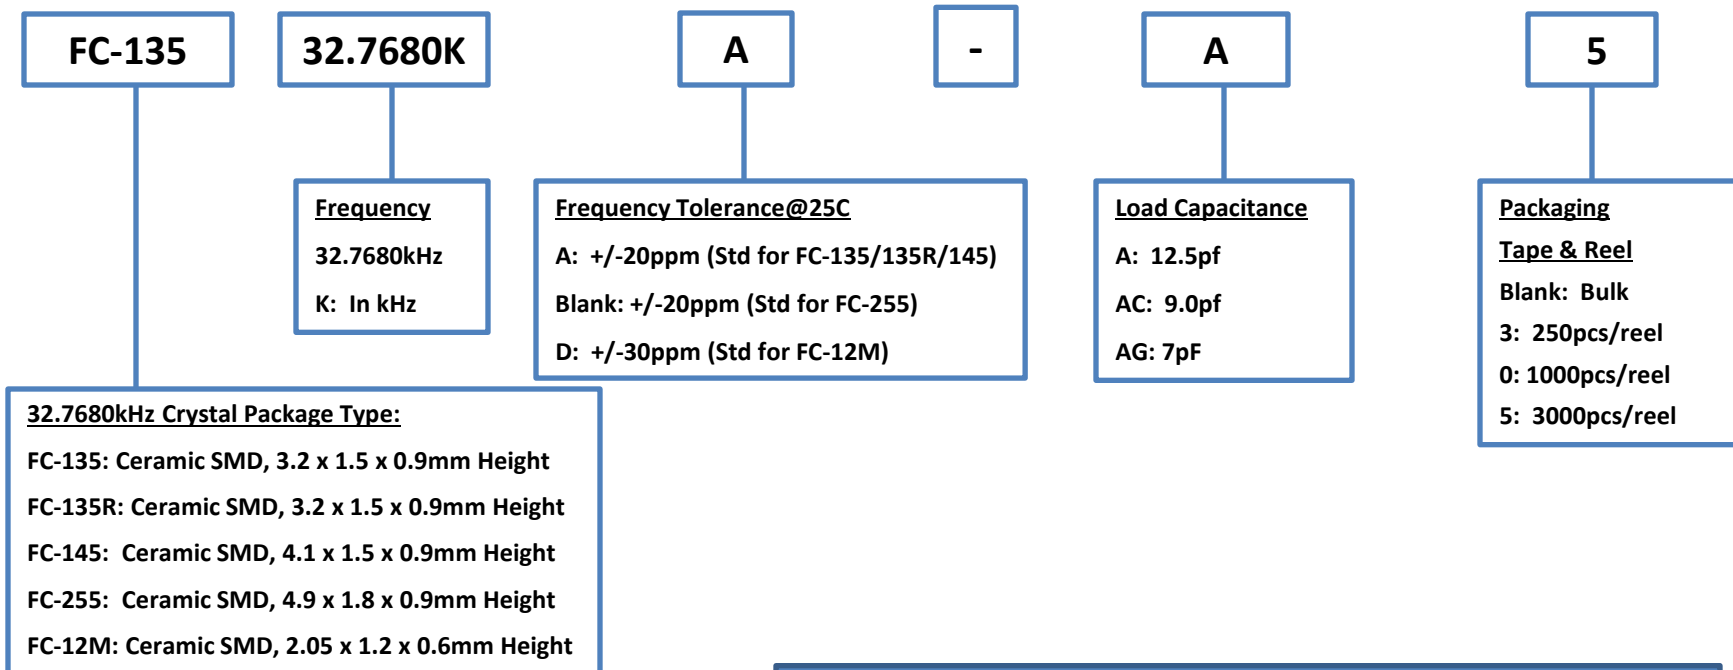 FC-135 32.7680K A - A 5
Frequency
32.7680kHz
K: In kHz
Frequency Tolerance@25C
A: +/-20ppm (Std for FC-135/135R/145)
Blank: +/-20ppm (Std for FC-255)
D: +/-30ppm (Std for FC-12M)
Load Capacitance
A: 12.5pf
AC: 9.0pf
AG: 7pF
Packaging
Tape & Reel
Blank: Bulk
3: 250pcs/reel
0: 1000pcs/reel
5: 3000pcs/reel
32.7680kHz Crystal Package Type:
FC-135: Ceramic SMD, 3.2 x 1.5 x 0.9mm Height
FC-135R: Ceramic SMD, 3.2 x 1.5 x 0.9mm Height
FC-145: Ceramic SMD, 4.1 x 1.5 x 0.9mm Height
FC-255: Ceramic SMD, 4.9 x 1.8 x 0.9mm Height
FC-12M: Ceramic SMD, 2.05 x 1.2 x 0.6mm Height